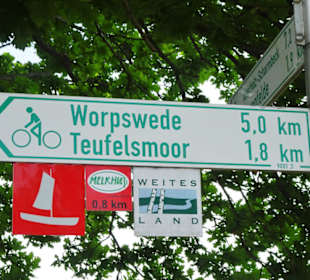 Worpswede 5,0 km
Teufelsmoor 1,8 km
MELKHUS
0.8 km
WEITES
LAND